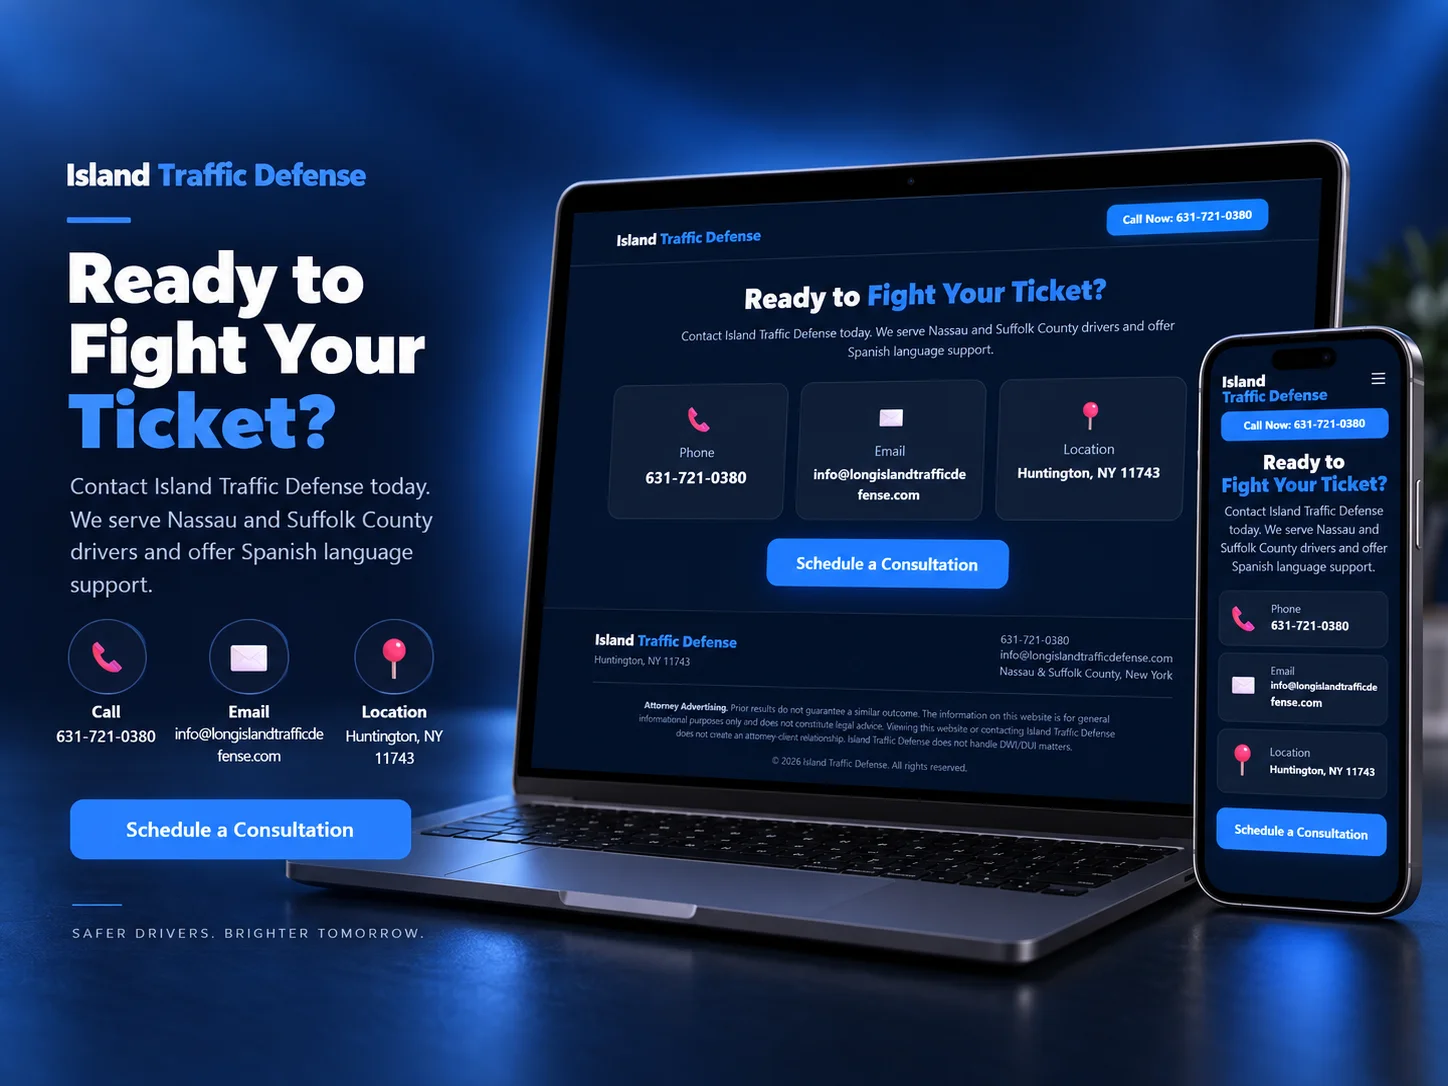 Island Traffic Defense
Ready to
Fight Your
Ticket?
Contact Island Traffic Defense today.
We serve Nassau and Suffolk County
drivers and offer Spanish language
support.
Call
631-721-0380
Email
info@longislandtrafficde
fense.com
Location
Huntington, NY
11743
Schedule a Consultation
SAFER DRIVERS. BRIGHTER TOMORROW.
Island Traffic Defense
Call Now: 631-721-0380
Ready to Fight Your Ticket?
Contact Island Traffic Defense today. We serve Nassau and Suffolk County drivers and offer
Spanish language support.
Phone
631-721-0380
Email
info@longislandtrafficde
fense.com
Location
Huntington, NY 11743
Schedule a Consultation
Island Traffic Defense
Huntington, NY 11743
631-721-0380
info@longislandtrafficdefense.com
Nassau & Suffolk County, New York
Attorney Advertising. Prior results do not guarantee a similar outcome. The information on this website is for general
informational purposes only and does not constitute legal advice. Viewing this website or contacting Island Traffic Defense
does not create an attorney-client relationship. Island Traffic Defense does not handle DWI/DUI matters.
© 2026 Island Traffic Defense. All rights reserved.
Island
Traffic Defense
Call Now: 631-721-0380
Ready to
Fight Your Ticket?
Contact Island Traffic Defense
today. We serve Nassau and
Suffolk County drivers and offer
Spanish language support.
Phone
631-721-0380
Email
info@longislandtrafficde
fense.com
Location
Huntington, NY 11743
Schedule a Consultation